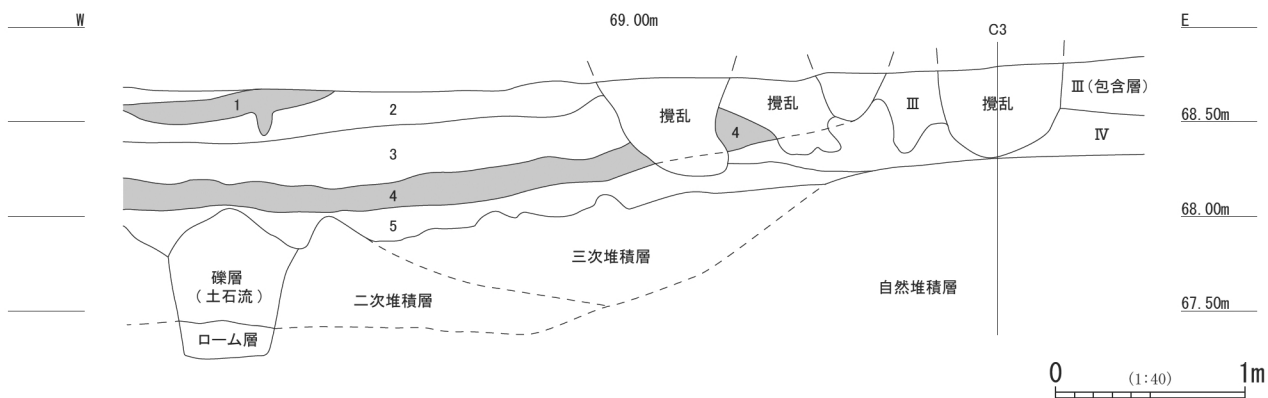 W
69.00m
E
C3
Ⅲ(包含層)
68.50m
1
2
攪乱
攪乱
Ⅲ
攪乱
4
Ⅳ
3
4
68.00m
5
三次堆積層
礫層
(土石流)
二次堆積層
自然堆積層
67.50m
ローム層
0
(1:40)
1m